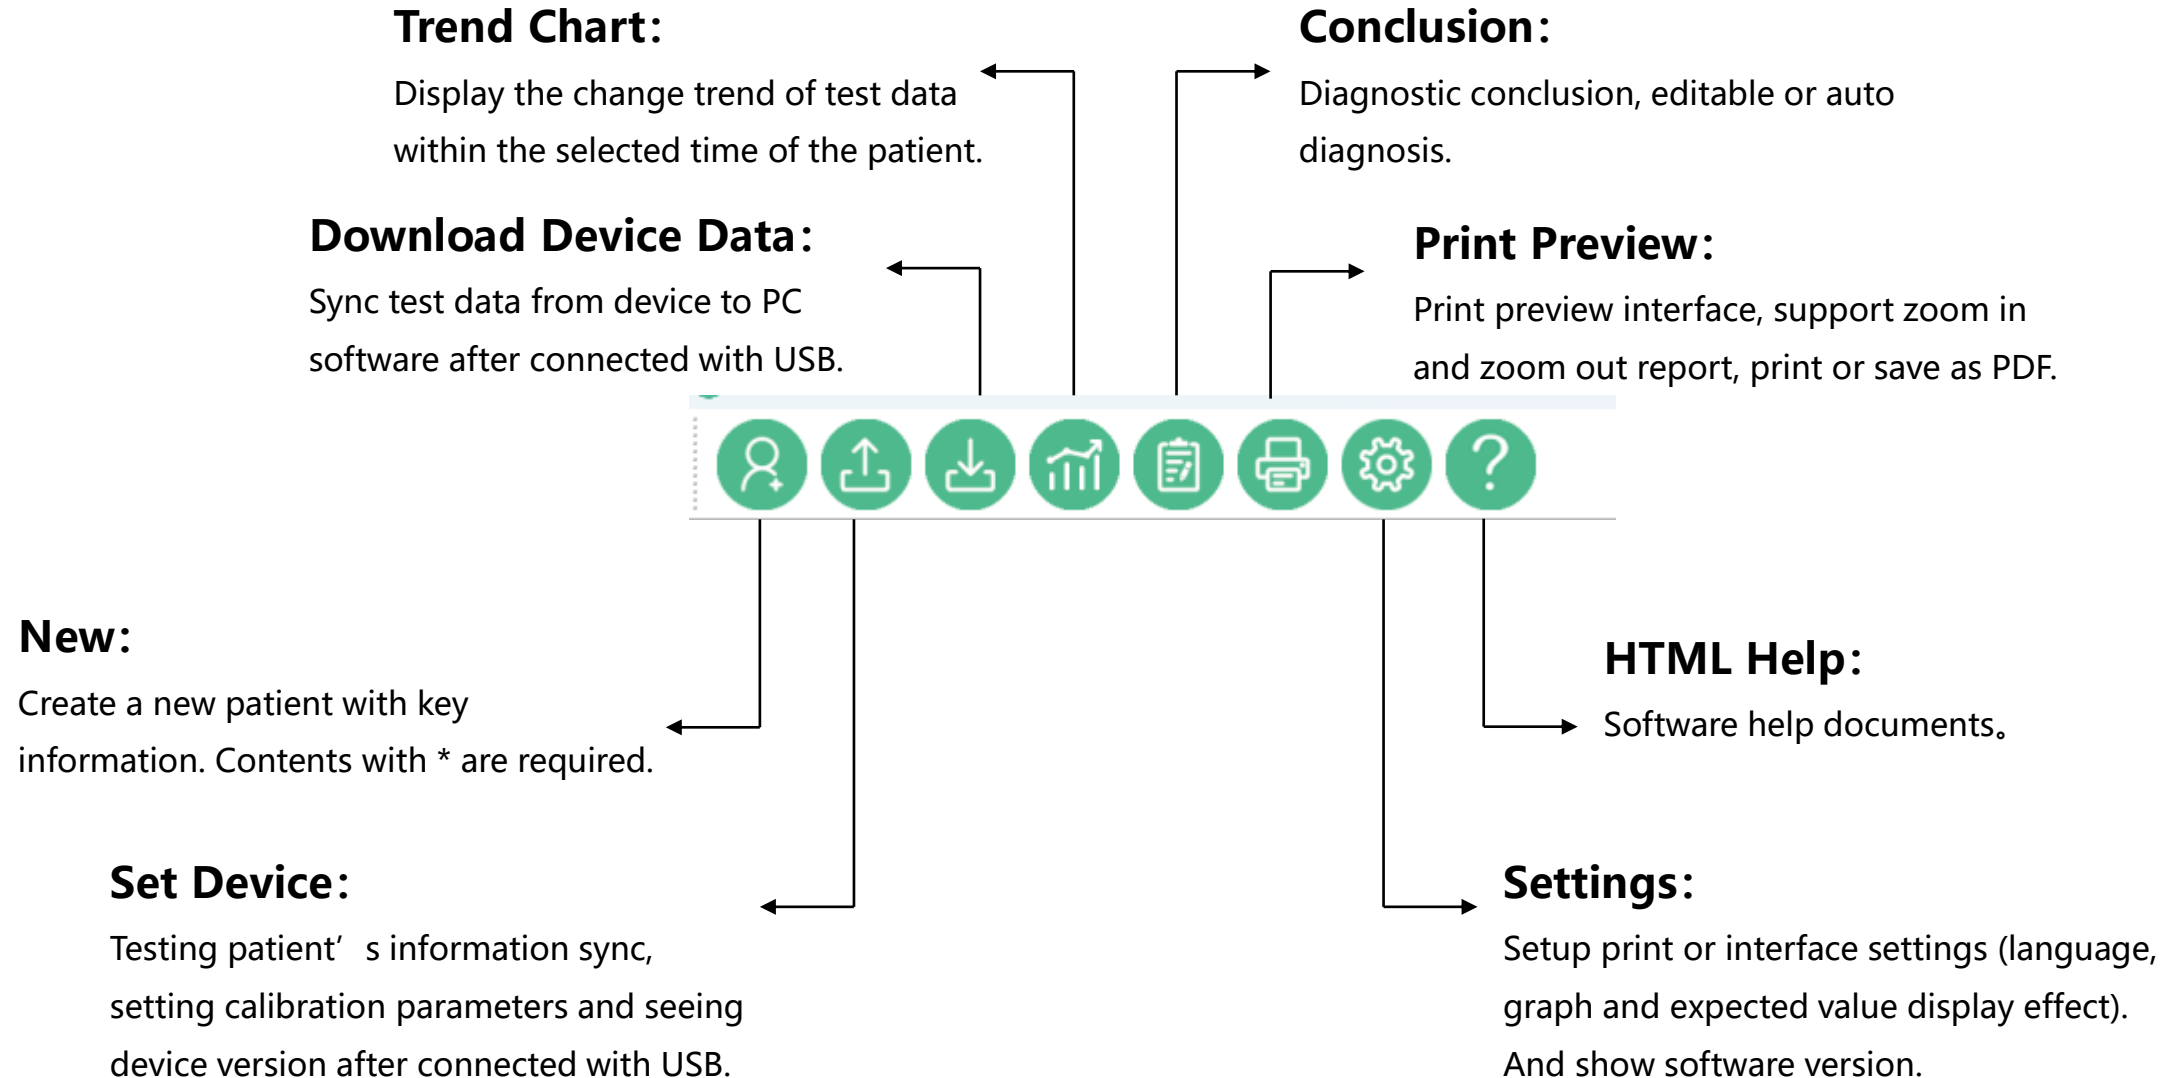 Trend Chart：
Display the change trend of test data
within the selected time of the patient.
Conclusion：
Diagnostic conclusion, editable or auto
diagnosis.
Download Device Data：
Sync test data from device to PC
software after connected with USB.
Print Preview：
Print preview interface, support zoom in
and zoom out report, print or save as PDF.
New：
Create a new patient with key
information. Contents with * are required.
HTML Help：
Software help documents。
Set Device：
Testing patient’s information sync,
setting calibration parameters and seeing
device version after connected with USB.
Settings：
Setup print or interface settings (language,
graph and expected value display effect).
And show software version.